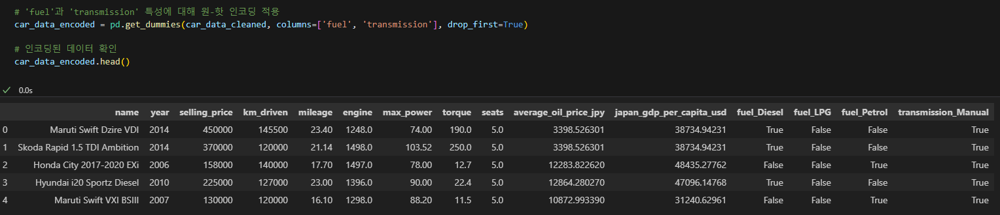 # 'fuel'과 'transmission' 특성에 대해 원-핫 인코딩 적용
car_data_encoded = pd.get_dummies(car_data_cleaned, columns=['fuel', 'transmission'], drop_first=True)
# 인코딩된 데이터 확인
car_data_encoded.head()
0.0s
name year selling_price km_driven mileage engine max_power torque seats average_oil_price_jpy japan_gdp_per_capita_usd fuel_Diesel fuel_LPG fuel_Petrol transmission_Manual
0 Maruti Swift Dzire VDI 2014 450000 145500 23.40 1248.0 74.00 190.0 5.0 3398.526301 38734.94231 True False False True
1 Skoda Rapid 1.5 TDI Ambition 2014 370000 120000 21.14 1498.0 103.52 250.0 5.0 3398.526301 38734.94231 True False False True
2 Honda City 2017-2020 EXi 2006 158000 140000 17.70 1497.0 78.00 12.7 5.0 12283.822620 48435.27762 False False True True
3 Hyundai i20 Sportz Diesel 2010 225000 127000 23.00 1396.0 90.00 22.4 5.0 12864.280270 47096.14768 True False False True
4 Maruti Swift VXI BSIII 2007 130000 120000 16.10 1298.0 88.20 11.5 5.0 10872.993390 31240.62961 False False True True